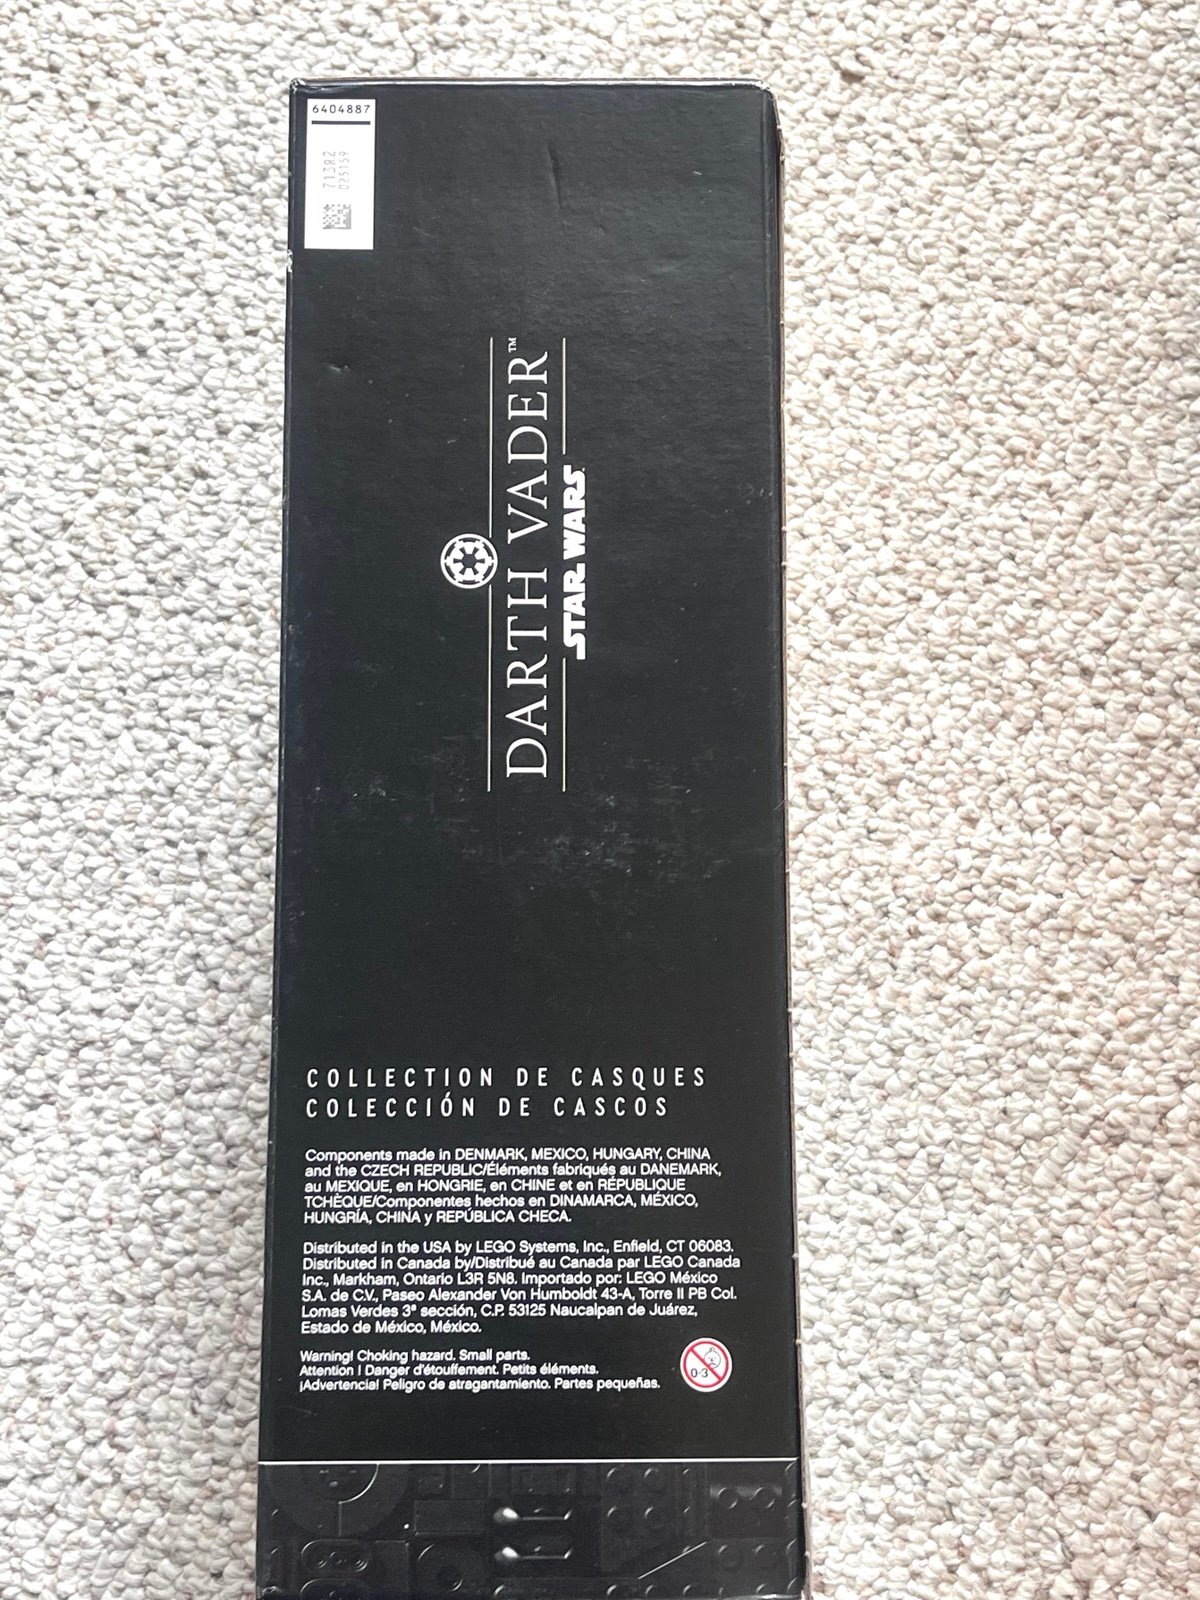 6404887
713R2
025159
DARTH VADER™
STAR WARS
COLLECTION DE CASQUES
COLECCIÓN DE CASCOS
Components made in DENMARK, MEXICO, HUNGARY, CHINA
and the CZECH REPUBLIC/Éléments fabriqués au DANEMARK,
au MEXIQUE, en HONGRIE, en CHINE et en RÉPUBLIQUE
TCHÈQUE/Componentes hechos en DINAMARCA, MÉXICO,
HUNGRÍA, CHINA y REPÚBLICA CHECA.
Distributed in the USA by LEGO Systems, Inc., Enfield, CT 06083.
Distributed in Canada by/Distribué au Canada par LEGO Canada
Inc., Markham, Ontario L3R 5N8. Importado por: LEGO México
S.A. de C.V., Paseo Alexander Von Humboldt 43-A, Torre II PB Col.
Lomas Verdes 3ª sección, C.P. 53125 Naucalpan de Juárez,
Estado de México, México.
Warning! Choking hazard. Small parts.
Attention ! Danger d'étouffement. Petits éléments.
¡Advertencia! Peligro de atragantamiento. Partes pequeñas.
0-3